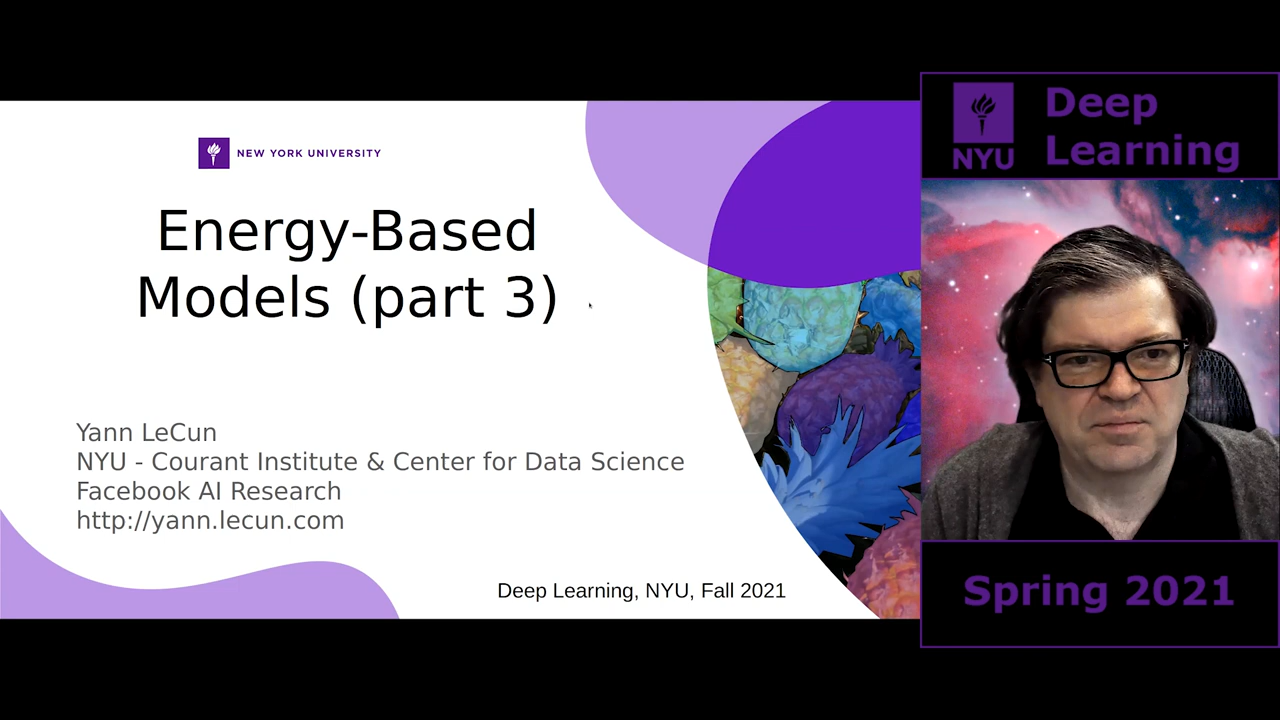 NEW YORK UNIVERSITY
Energy-Based
Models (part 3)
Yann LeCun
NYU - Courant Institute & Center for Data Science
Facebook AI Research
http://yann.lecun.com
Deep Learning, NYU, Fall 2021
NYU
Deep
Learning
Spring 2021